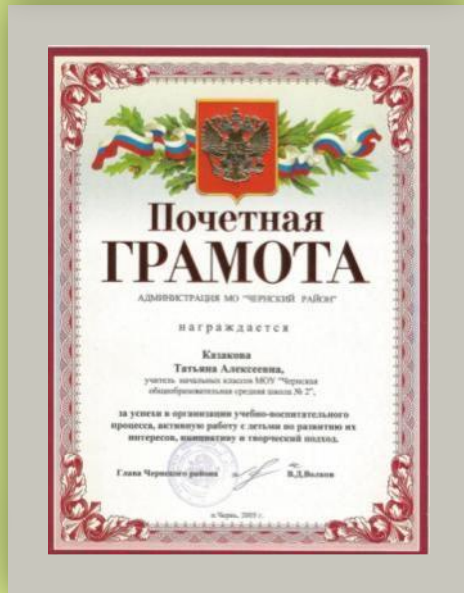 Почетная
ГРАМОТА
АДМИНИСТРАЦИЯ МО "ЧЕРНСКИЙ РАЙОН"
награждается
Казакова
Татьяна Алексеевна,
учитель начальных классов МОУ "Чернская
общеобразовательная средняя школа № 2",
за успехи в организации учебно-воспитательного
процесса, активную работу с детьми по развитию их
интересов, инициативу и творческий подход.
Глава Чернского района В.Д.Волков
п.Чернь, 2009 г.